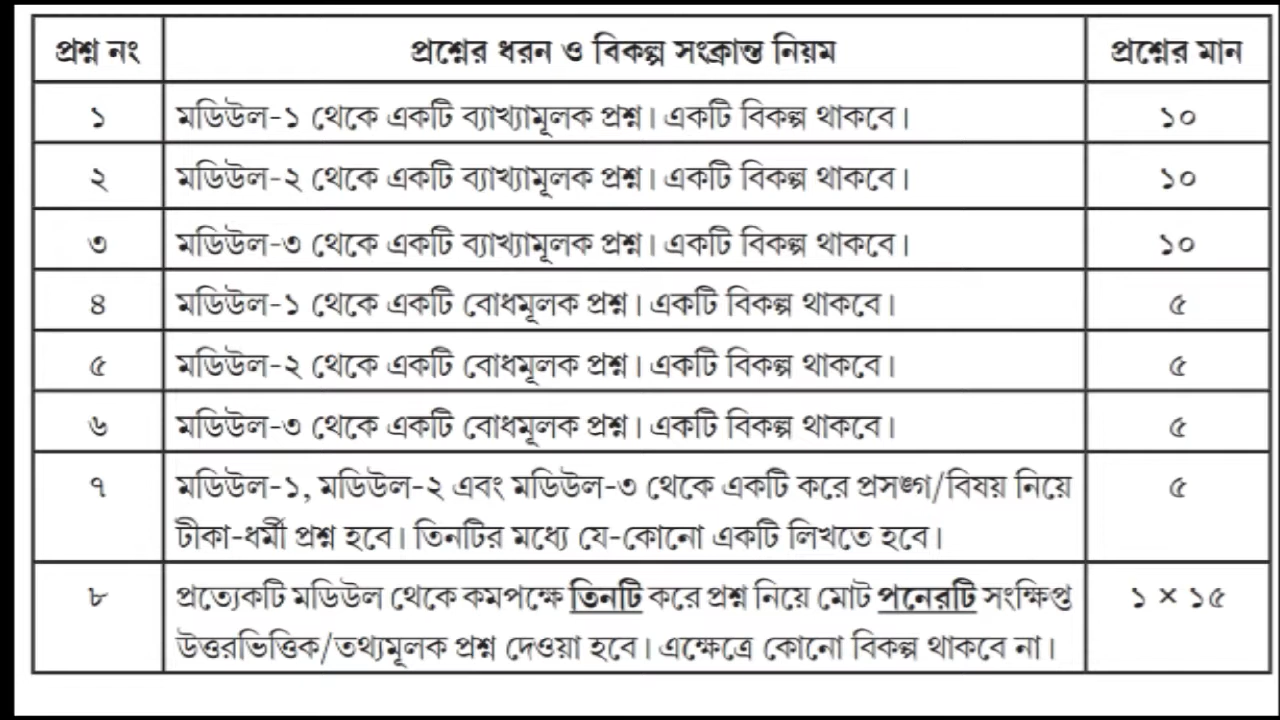 প্রশ্ন নং প্রশ্নের ধরন ও বিকল্প সংক্রান্ত নিয়ম প্রশ্নের মান
১ মডিউল-১ থেকে একটি ব্যাখ্যামূলক প্রশ্ন। একটি বিকল্প থাকবে। ১০
২ মডিউল-২ থেকে একটি ব্যাখ্যামূলক প্রশ্ন। একটি বিকল্প থাকবে। ১০
৩ মডিউল-৩ থেকে একটি ব্যাখ্যামূলক প্রশ্ন। একটি বিকল্প থাকবে। ১০
৪ মডিউল-১ থেকে একটি বোধমূলক প্রশ্ন। একটি বিকল্প থাকবে। ৫
৫ মডিউল-২ থেকে একটি বোধমূলক প্রশ্ন। একটি বিকল্প থাকবে। ৫
৬ মডিউল-৩ থেকে একটি বোধমূলক প্রশ্ন। একটি বিকল্প থাকবে। ৫
৭ মডিউল-১, মডিউল-২ এবং মডিউল-৩ থেকে একটি করে প্রসঙ্গ/বিষয় নিয়ে ৫
টীকা-ধর্মী প্রশ্ন হবে। তিনটির মধ্যে যে-কোনো একটি লিখতে হবে।
৮ প্রত্যেকটি মডিউল থেকে কমপক্ষে তিনটি করে প্রশ্ন নিয়ে মোট পনেরটি সংক্ষিপ্ত ১ × ১৫
উত্তরভিত্তিক/তথ্যমূলক প্রশ্ন দেওয়া হবে। এক্ষেত্রে কোনো বিকল্প থাকবে না।